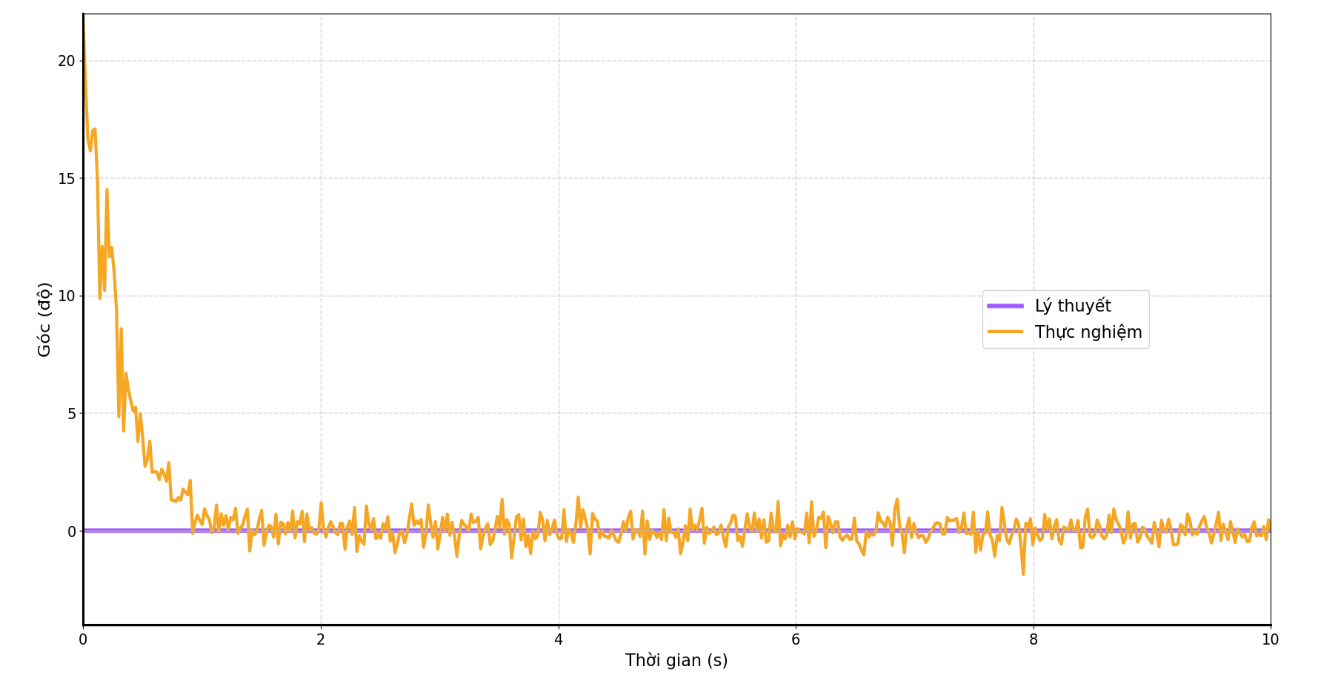 20
15
10
5
0
Góc (độ)
Lý thuyết
Thực nghiệm
0 2 4 6 8 10
Thời gian (s)